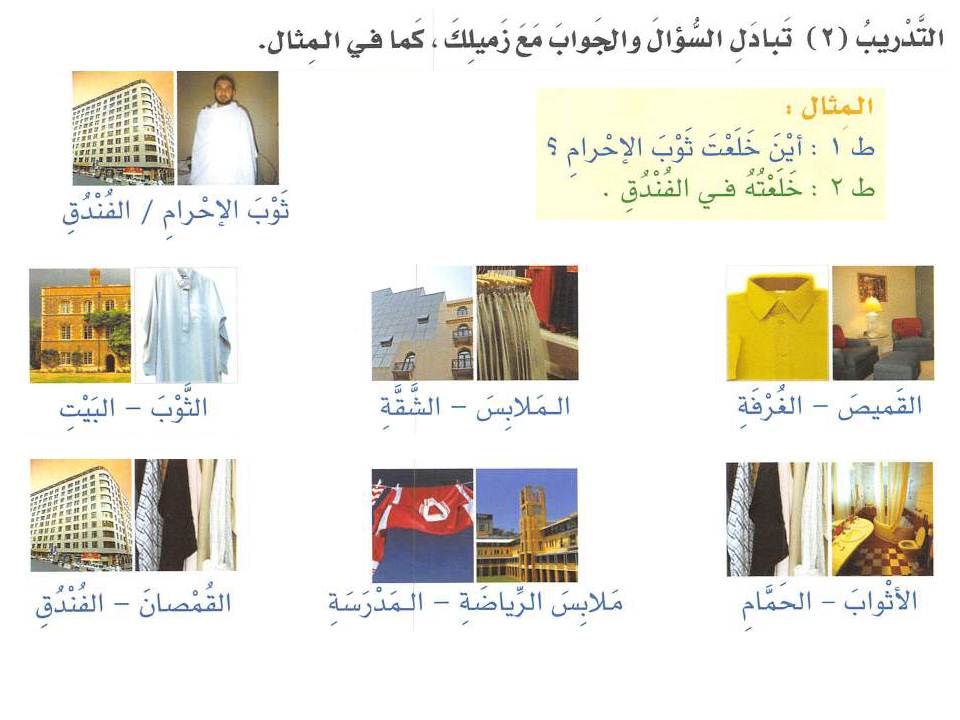 التَّدْريبُ (٢) تَبادَلِ السُّؤالَ والجَوابَ مَعَ زَميلِكَ، كَما في المِثال.
المِثال :
ط ١ : أيْنَ خَلَعْتَ ثَوْبَ الإحْرامِ ؟
ط ٢ : خَلَعْتُهُ في الفُنْدُقِ .
ثَوْبَ الإحْرامِ / الفُنْدُقِ
القَميصَ - الغُرْفَةِ
المَلابِسَ - الشَّقَّةِ
الثَّوْبَ - البَيْتِ
الأثْوابَ - الحَمَّامِ
مَلابِسَ الرِّياضَةِ - المَدْرَسَةِ
القُمْصانَ - الفُنْدُقِ